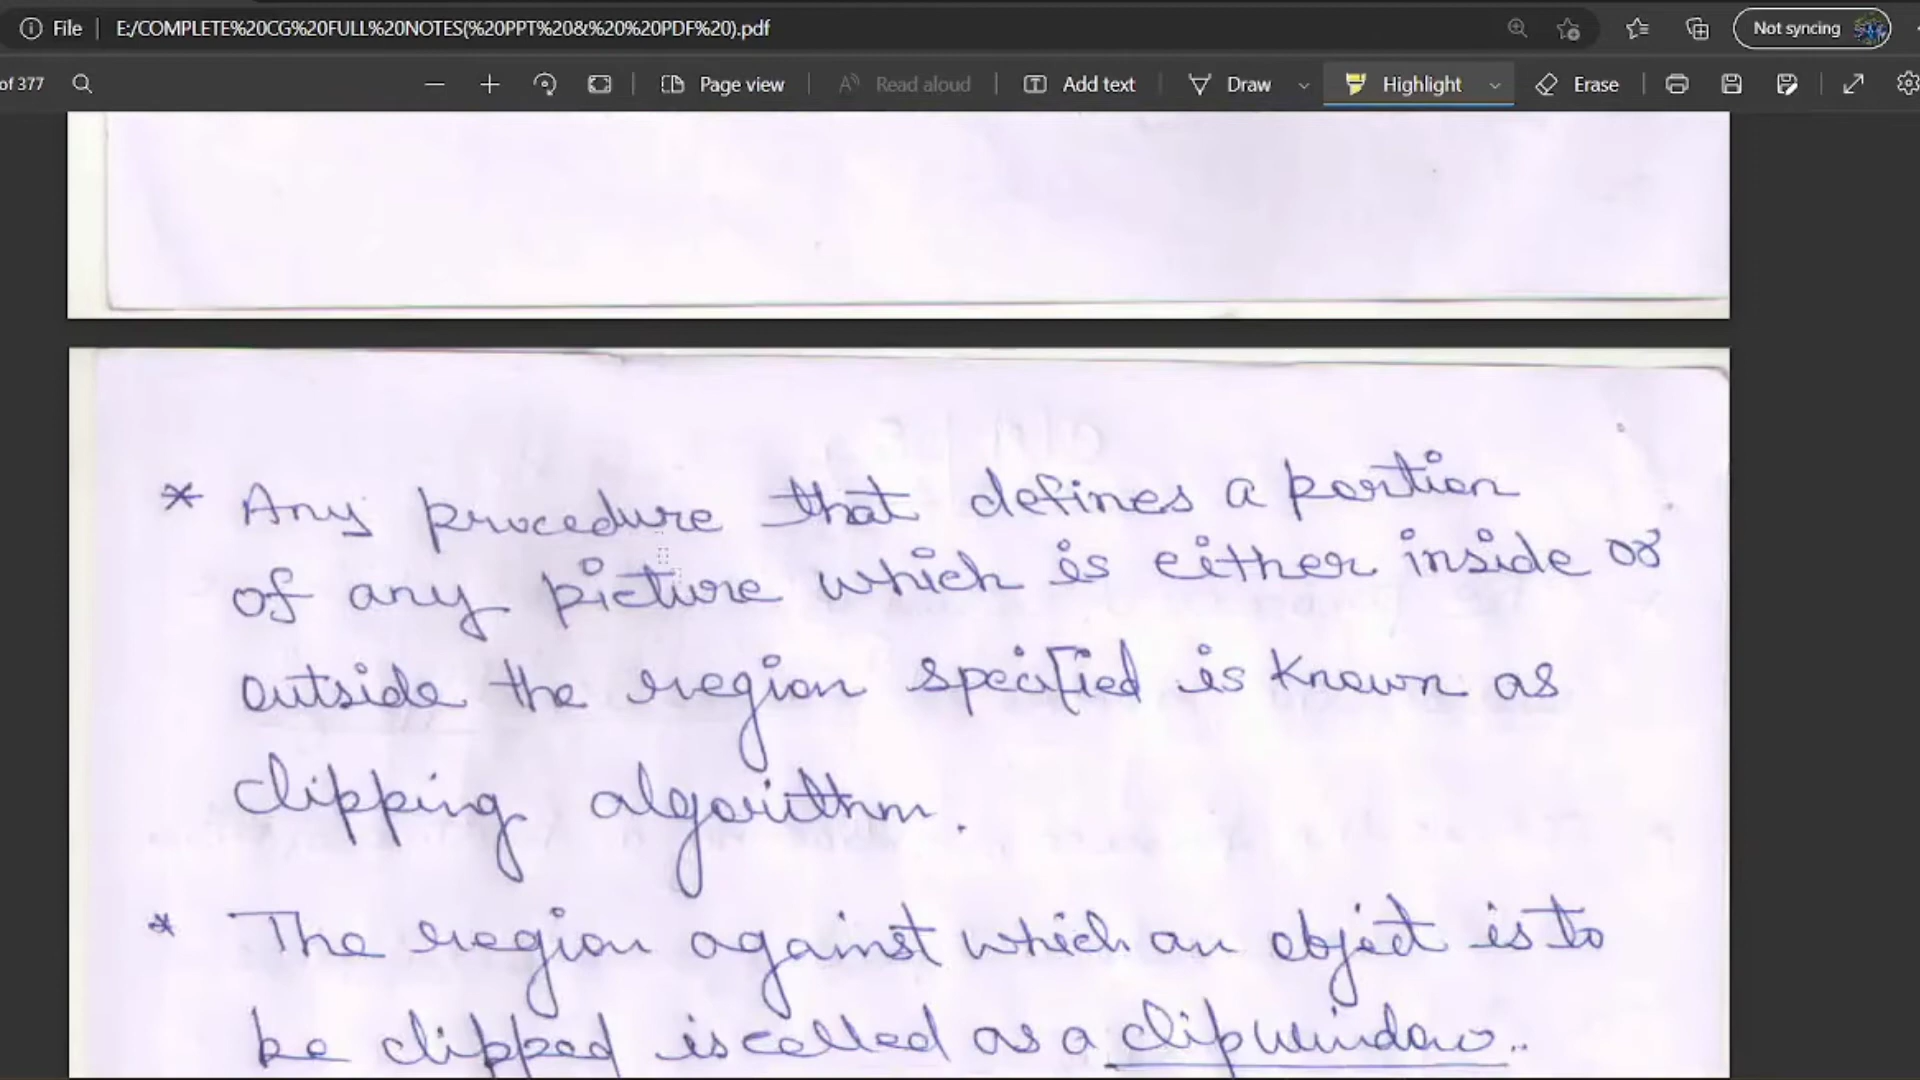 File E:/COMPLETE%20CG%20FULL%20NOTES(%20PPT%20&%20%20PDF%20).pdf Not syncing
of 377 Page view Read aloud Add text Draw Highlight Erase
* Any procedure that defines a portion
of any picture which is either inside or
outside the region specified is known as
clipping algorithm.
* The region against which an object is to
be clipped is called as a clip window..